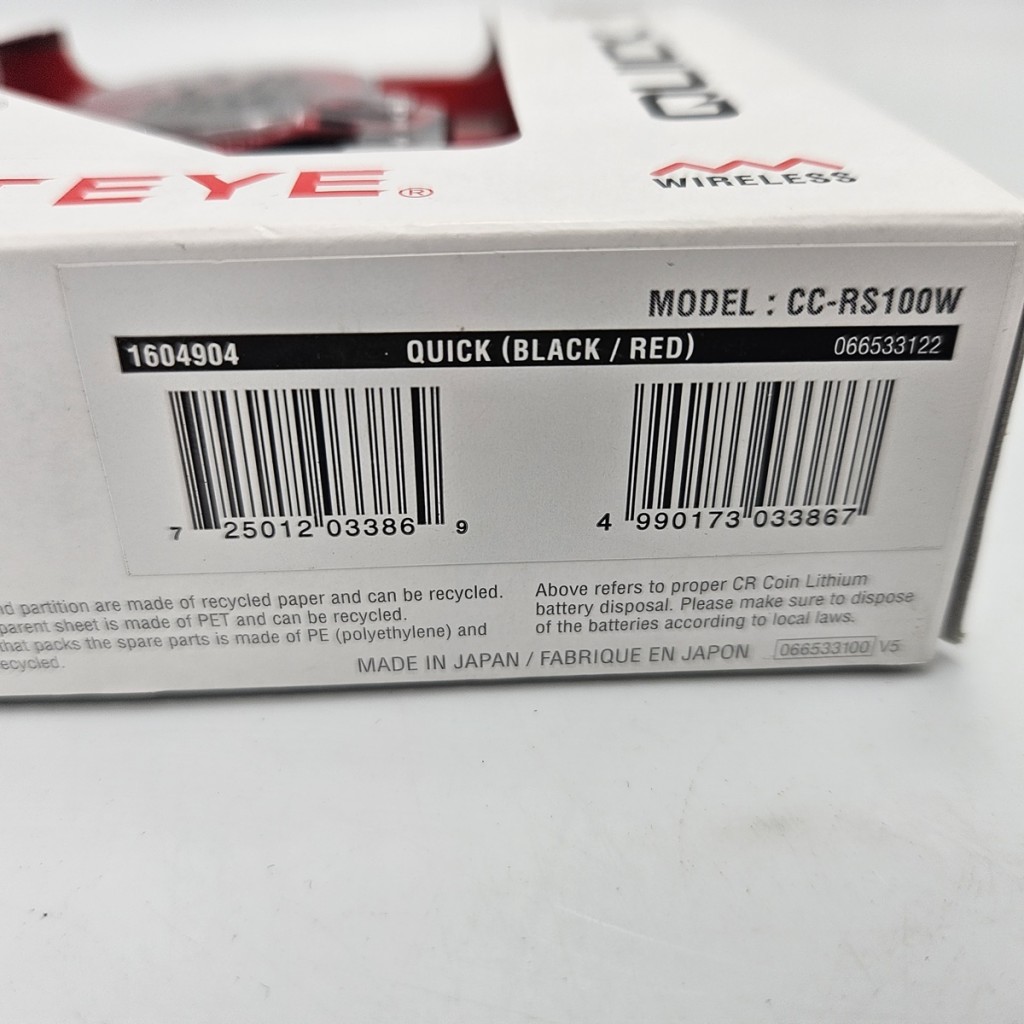 EYE®
WIRELESS
MODEL : CC-RS100W
1604904 QUICK (BLACK / RED) 066533122
7 25012 03386 9
4 990173 033867
partition are made of recycled paper and can be recycled.
sheet is made of PET and can be recycled.
that packs the spare parts is made of PE (polyethylene) and
Above refers to proper CR Coin Lithium
battery disposal. Please make sure to dispose
of the batteries according to local laws.
MADE IN JAPAN / FABRIQUE EN JAPON 066533100 V5